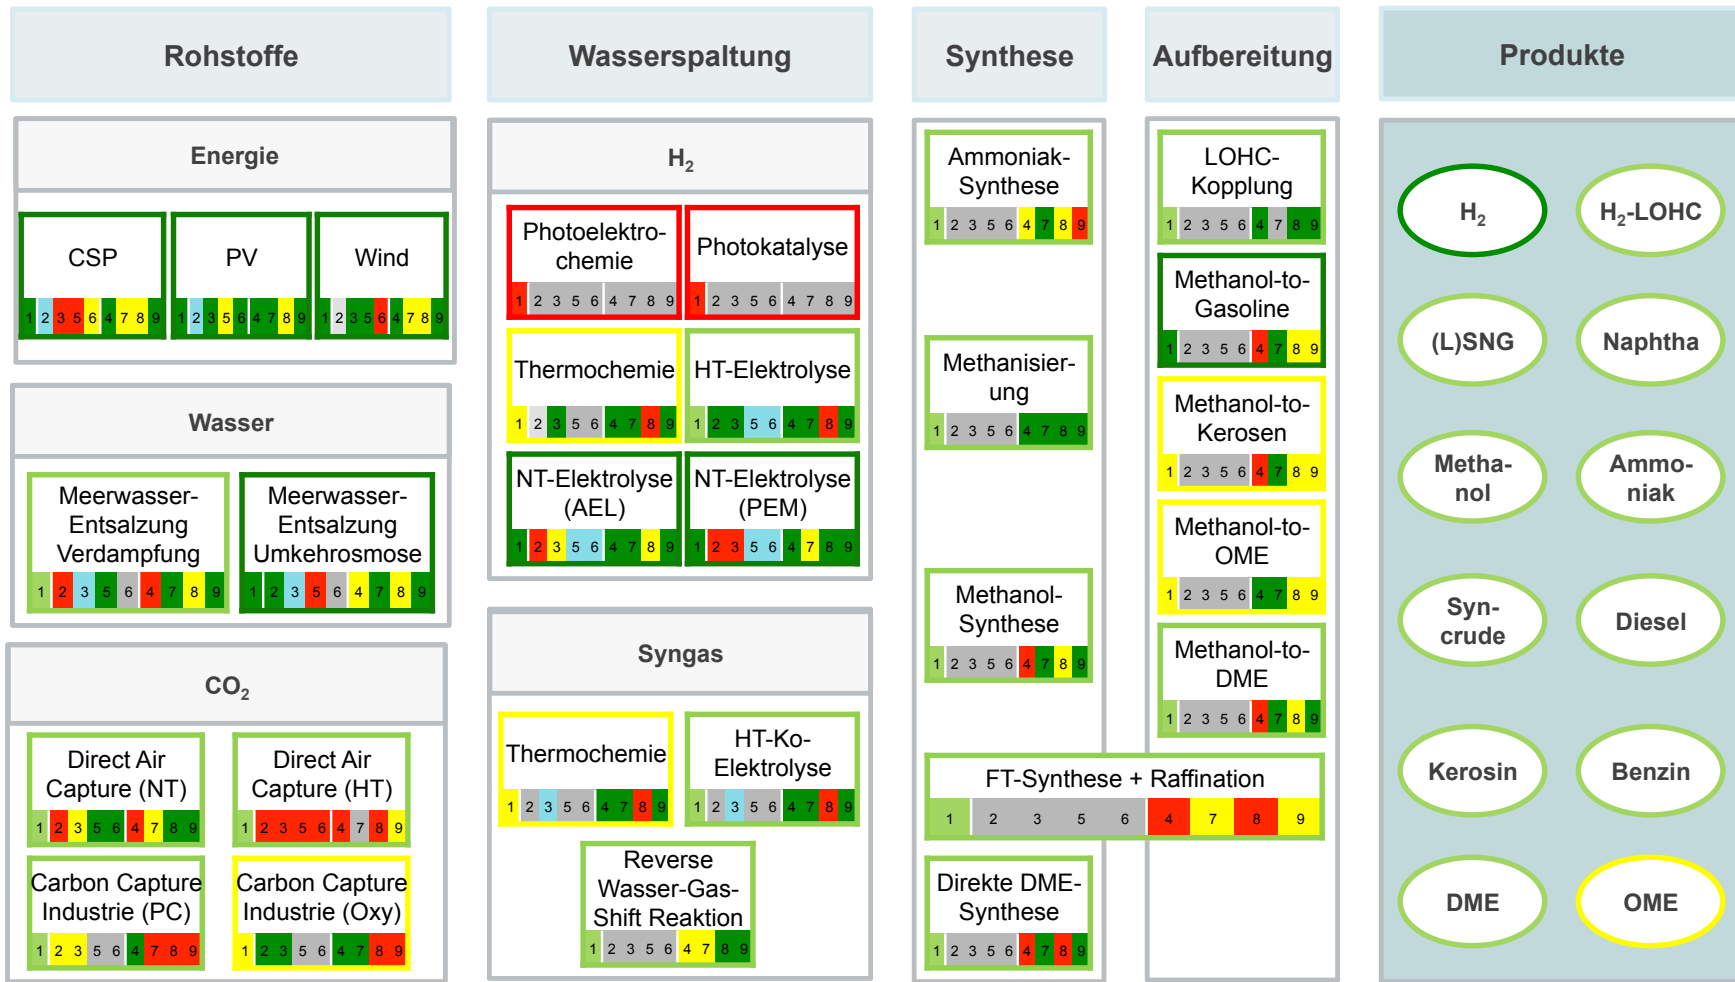 Rohstoffe
Energie
CSP
1 2 3 5 6 4 7 8 9
PV
1 2 3 5 6 4 7 8 9
Wind
1 2 3 5 6 4 7 8 9
Wasser
Meerwasser-
Entsalzung
Verdampfung
1 2 3 5 6 4 7 8 9
Meerwasser-
Entsalzung
Umkehrosmose
1 2 3 5 6 4 7 8 9
CO₂
Direct Air
Capture (NT)
1 2 3 5 6 4 7 8 9
Direct Air
Capture (HT)
1 2 3 5 6 4 7 8 9
Carbon Capture
Industrie (PC)
1 2 3 5 6 4 7 8 9
Carbon Capture
Industrie (Oxy)
1 2 3 5 6 4 7 8 9
Wasserspaltung
H₂
Photoelektro-
chemie
1 2 3 5 6 4 7 8 9
Photokatalyse
1 2 3 5 6 4 7 8 9
Thermochemie
1 2 3 5 6 4 7 8 9
HT-Elektrolyse
1 2 3 5 6 4 7 8 9
NT-Elektrolyse
(AEL)
1 2 3 5 6 4 7 8 9
NT-Elektrolyse
(PEM)
1 2 3 5 6 4 7 8 9
Syngas
Thermochemie
1 2 3 5 6 4 7 8 9
HT-Ko-
Elektrolyse
1 2 3 5 6 4 7 8 9
Reverse
Wasser-Gas-
Shift Reaktion
1 2 3 5 6 4 7 8 9
Synthese
Ammoniak-
Synthese
1 2 3 5 6 4 7 8 9
Methanisier-
ung
1 2 3 5 6 4 7 8 9
Methanol-
Synthese
1 2 3 5 6 4 7 8 9
FT-Synthese + Raffination
1 2 3 5 6 4 7 8 9
Direkte DME-
Synthese
1 2 3 5 6 4 7 8 9
Aufbereitung
LOHC-
Kopplung
1 2 3 5 6 4 7 8 9
Methanol-to-
Gasoline
1 2 3 5 6 4 7 8 9
Methanol-to-
Kerosen
1 2 3 5 6 4 7 8 9
Methanol-to-
OME
1 2 3 5 6 4 7 8 9
Methanol-to-
DME
1 2 3 5 6 4 7 8 9
Produkte
H₂
H₂-LOHC
(L)SNG
Naphtha
Metha-
nol
Ammo-
niak
Syn-
crude
Diesel
Kerosin
Benzin
DME
OME